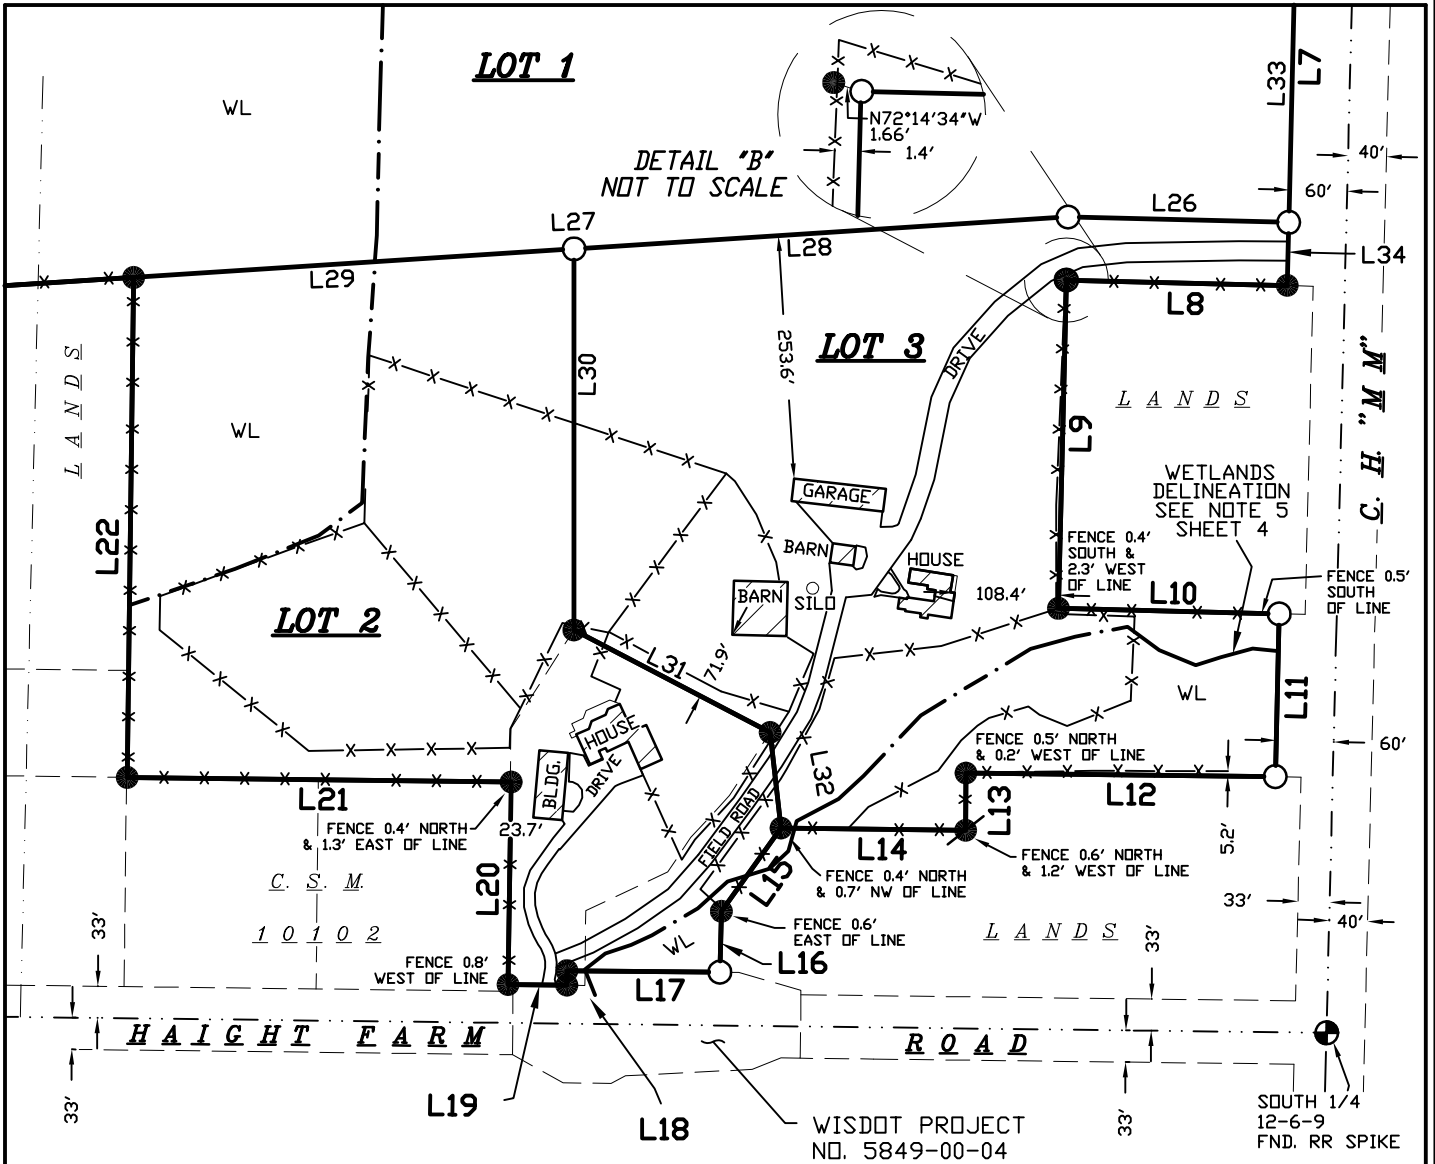 LOT 1
WL
N72°14'34"W
1.66'
1.4'
DETAIL "B"
NOT TO SCALE
L33
L7
40'
60'
L27
L26
L28
L34
L29
L8
LANDS
L30
253.6'
LOT 3
DRIVE
LANDS
C. H. "MM"
WL
L9
WETLANDS
DELINEATION
SEE NOTE 5
SHEET 4
GARAGE
L22
BARN
HOUSE
FENCE 0.4'
SOUTH &
2.3' WEST
OF LINE
FENCE 0.5'
SOUTH
OF LINE
BARN
SILO
108.4'
L10
LOT 2
L31
71.9'
WL
L11
HOUSE
FENCE 0.5' NORTH
& 0.2' WEST OF LINE
60'
BLDG.
DRIVE
L32
L21
L12
FENCE 0.4' NORTH
& 1.3' EAST OF LINE
23.7'
FIELD ROAD
L13
5.2'
L14
FENCE 0.6' NORTH
& 1.2' WEST OF LINE
L15
FENCE 0.4' NORTH
& 0.7' NW OF LINE
C. S. M.
10102
L20
33'
40'
33'
FENCE 0.6'
EAST OF LINE
LANDS
33'
WL
FENCE 0.8'
WEST OF LINE
L16
L17
HAIGHT FARM
ROAD
33'
L19
L18
WISDOT PROJECT
NO. 5849-00-04
33'
SOUTH 1/4
12-6-9
FND. RR SPIKE